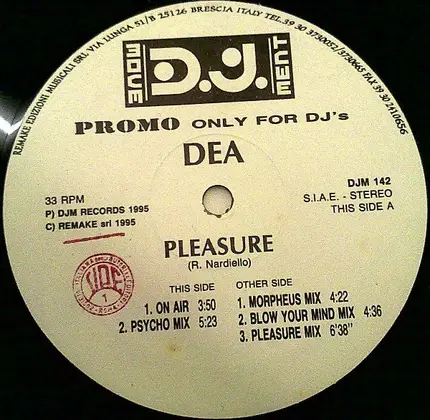 REMAKE EDIZIONI MUSICALI SRL VIA LUNGA 51/B 25126 BRESCIA ITALY TEL.39 30 3730052/3730665 FAX 39 30 2410656
MOVE D.J. MENT
PROMO ONLY FOR DJ's
DEA
33 RPM
P) DJM RECORDS 1995
C) REMAKE srl 1995
DJM 142
S.I.A.E. - STEREO
THIS SIDE A
PLEASURE
(R. Nardiello)
THIS SIDE
1. ON AIR 3:50
2. PSYCHO MIX 5:23
OTHER SIDE
1. MORPHEUS MIX 4:22
2. BLOW YOUR MIND MIX 4:36
3. PLEASURE MIX 6'38"
SIAE
1